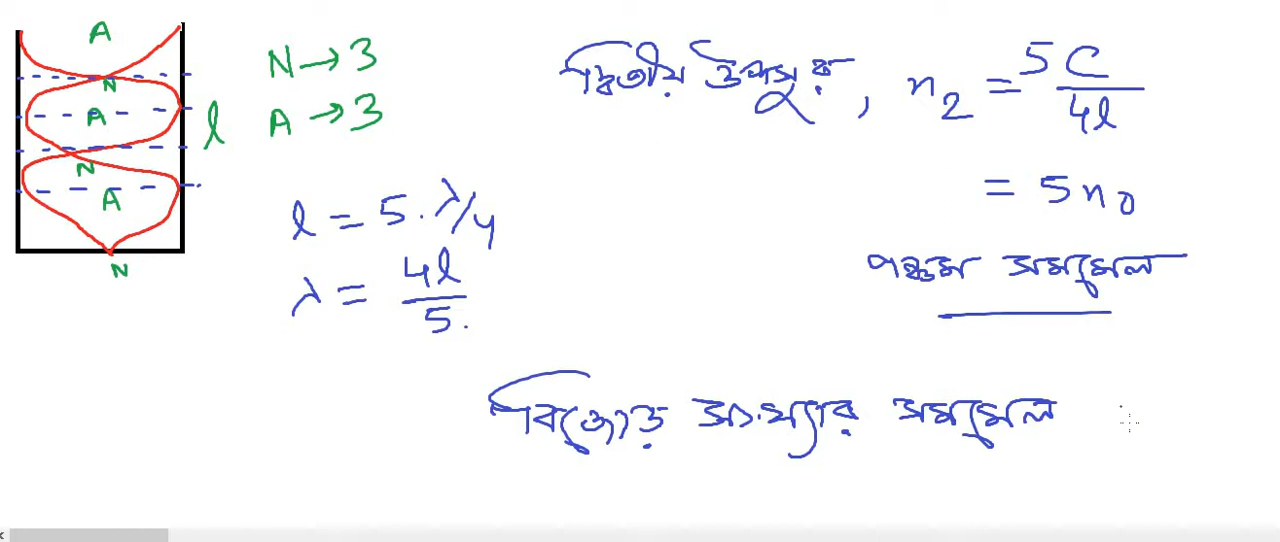 A
N
A
N
A
N
l
N → 3
A → 3
l = 5 . λ/4
λ = 4l/5.
দ্বিতীয় উপসুর, n₂ = 5C/4l
= 5n₀
পঞ্চম সমমেল
বিজোড় সংখ্যার সমমেল